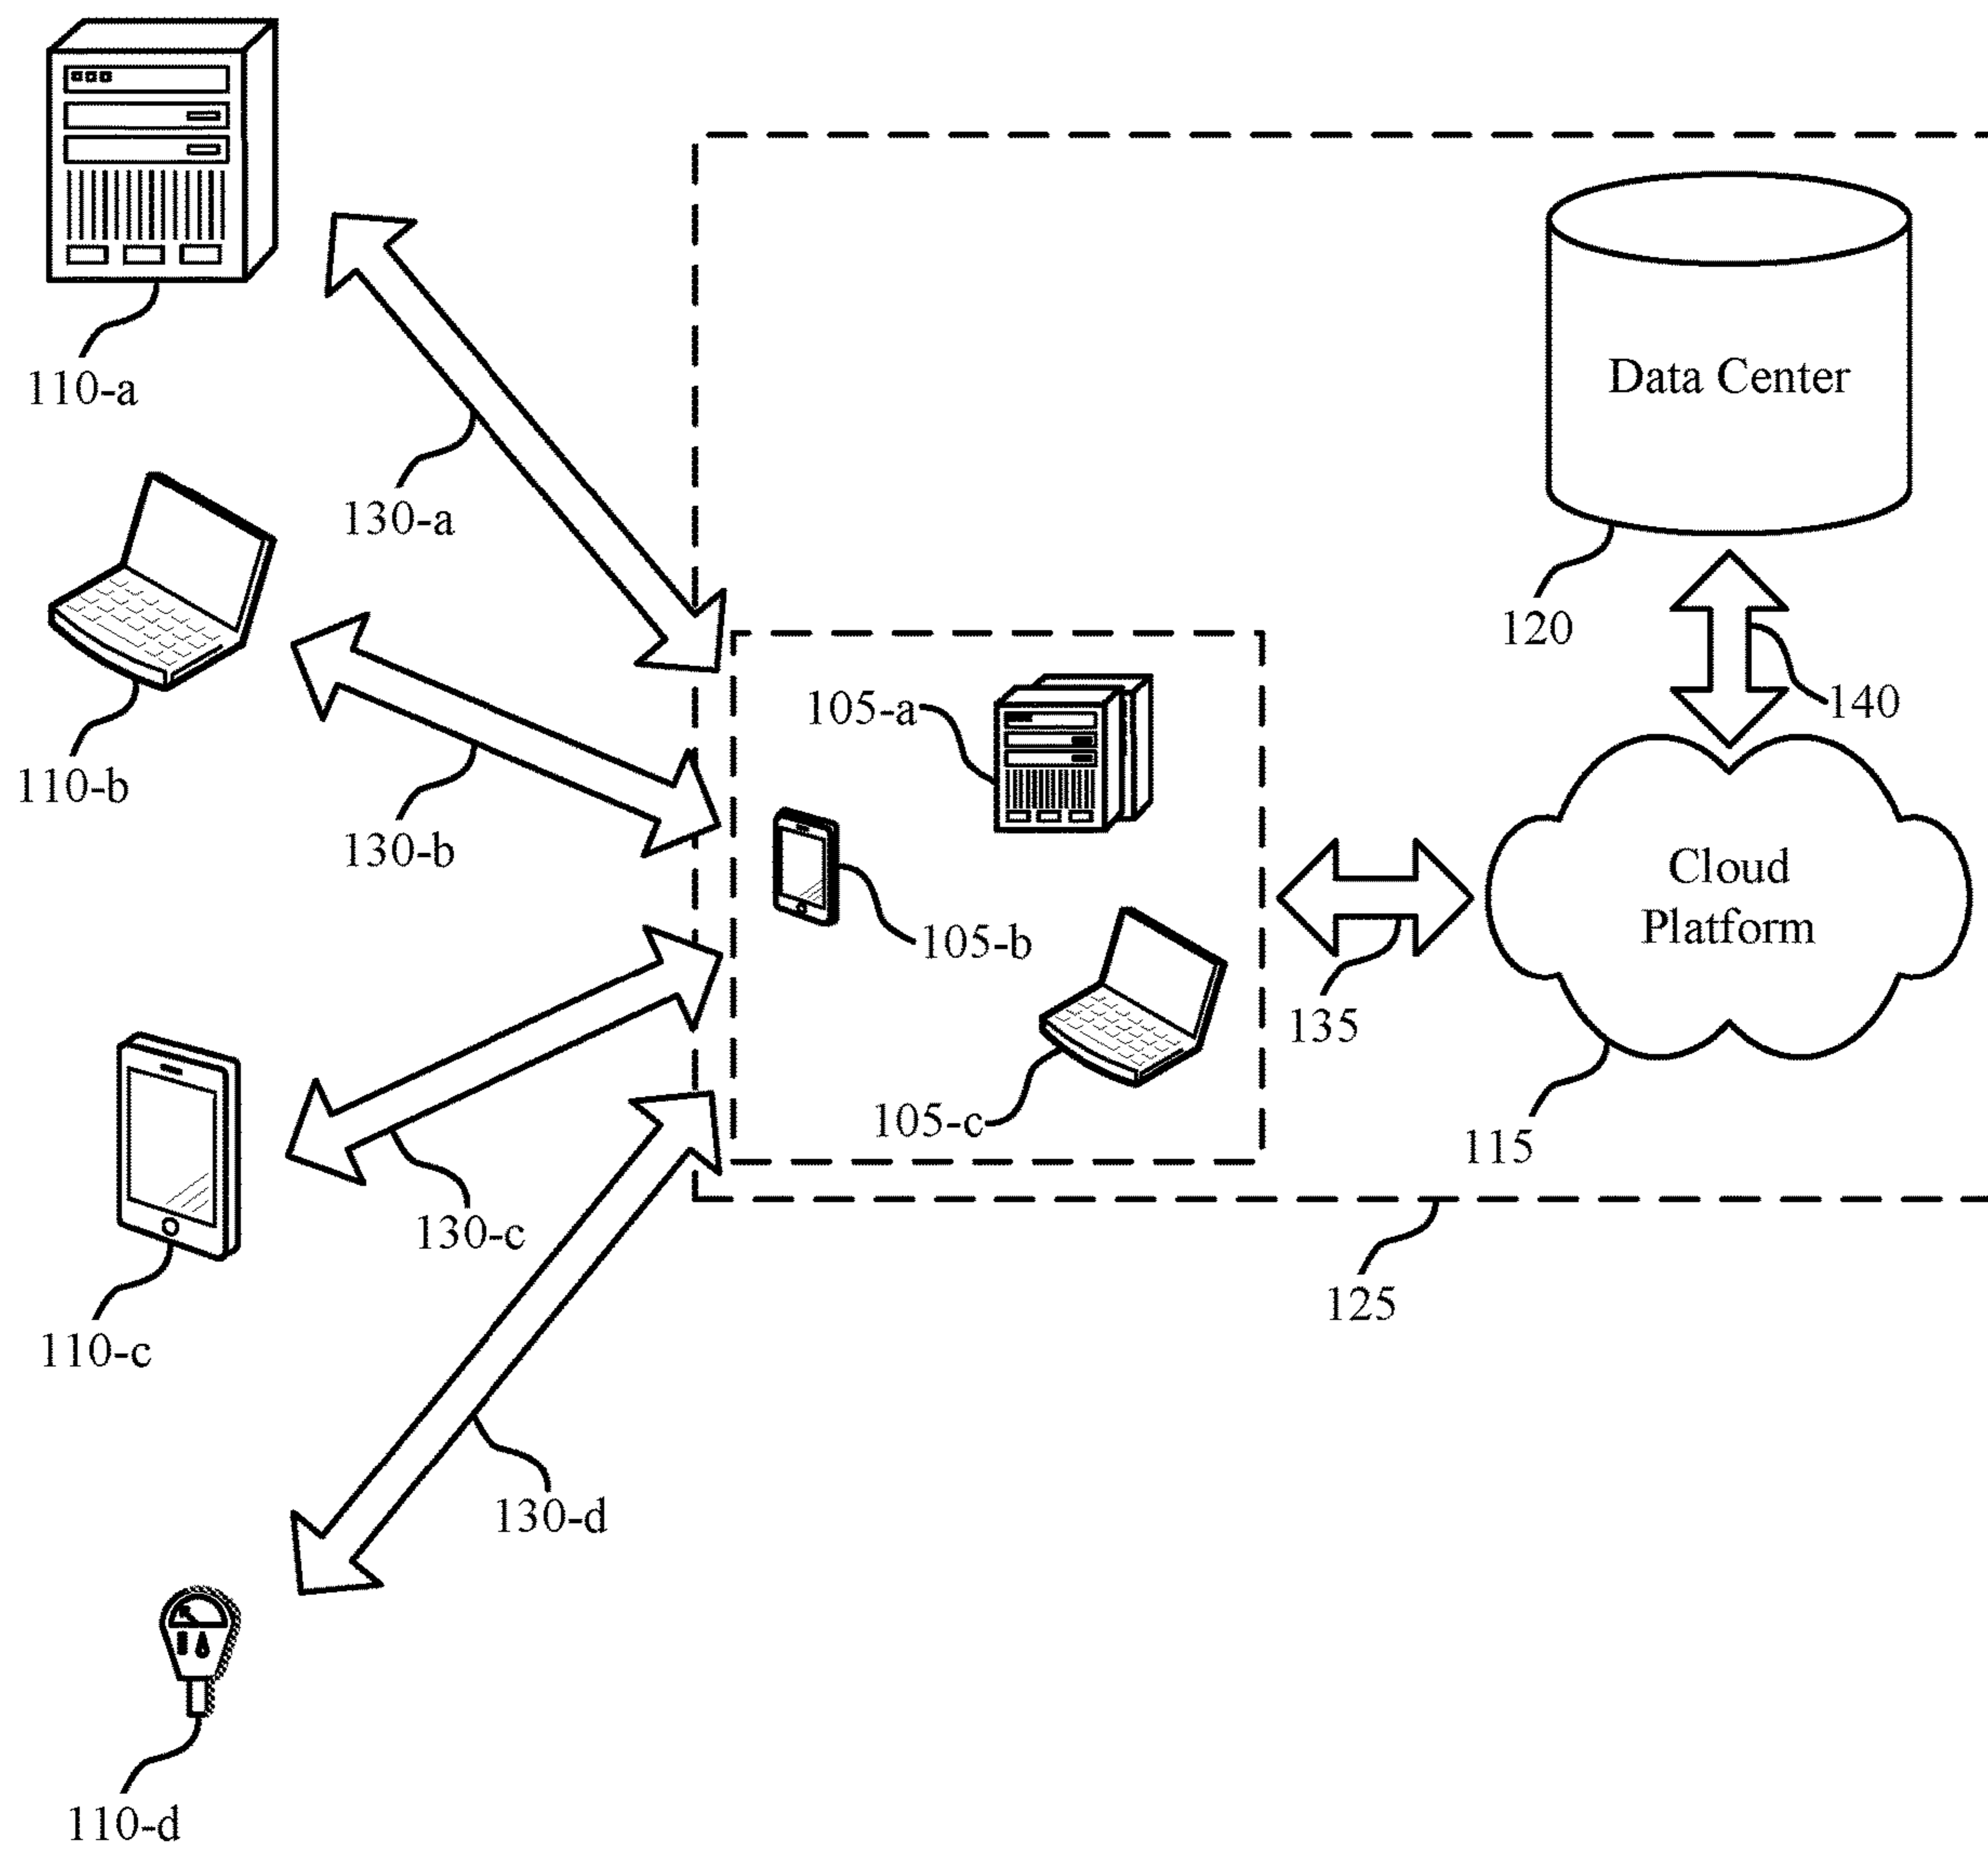 110-a
130-a
Data Center
120
140
110-b
130-b
105-a
105-b
105-c
135
Cloud
Platform
115
110-c
130-c
125
130-d
110-d